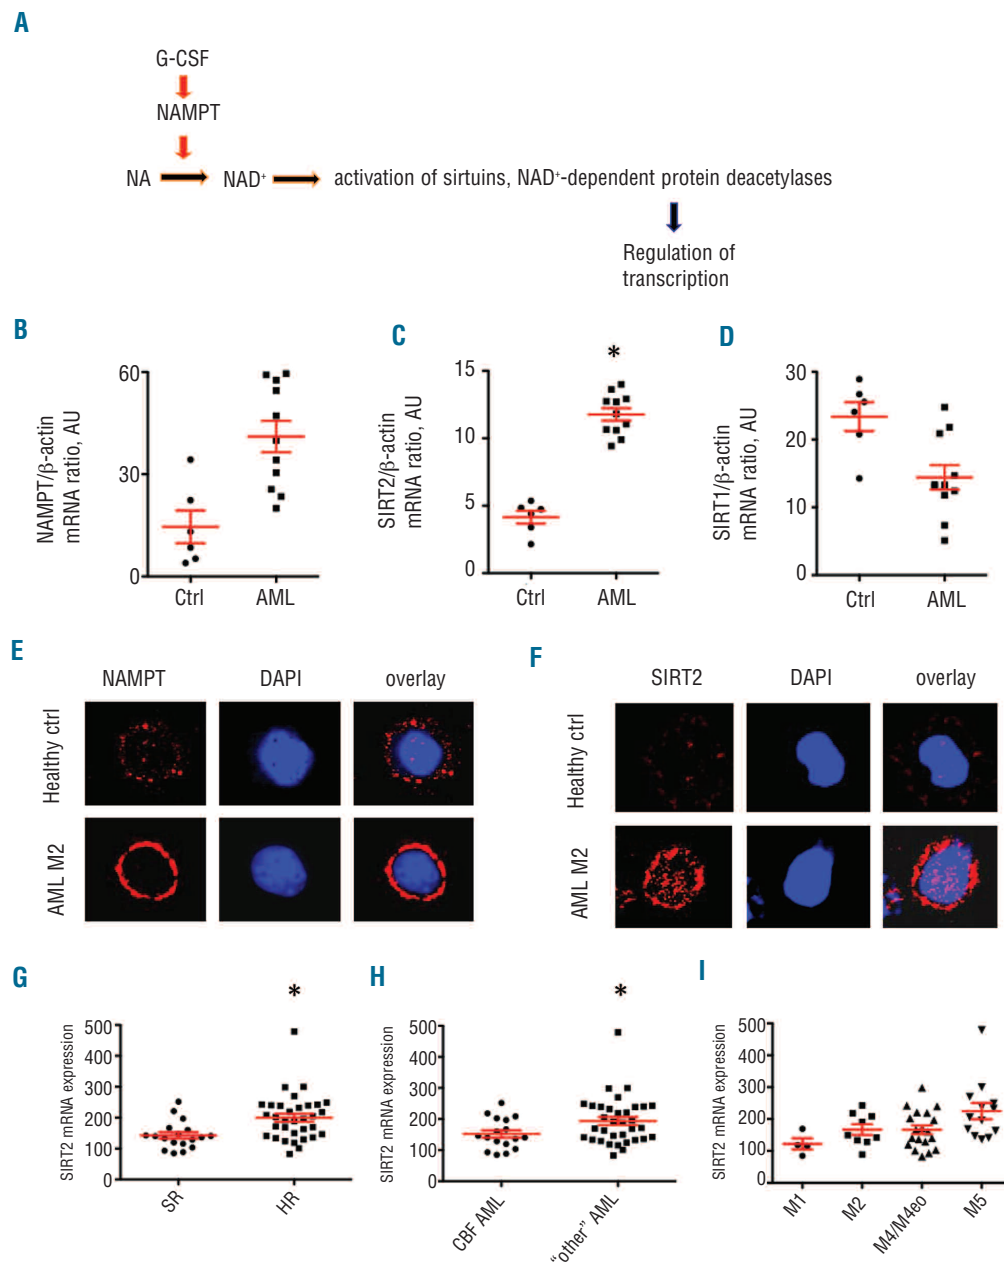 A
G-CSF
NAMPT
NA
NAD+
activation of sirtuins, NAD+-dependent protein deacetylases
Regulation of
transcription
B
NAMPT/β-actin
mRNA ratio, AU
60
30
0
Ctrl
AML
C
SIRT2/β-actin
mRNA ratio, AU
*
15
10
5
0
Ctrl
AML
D
SIRT1/β-actin
mRNA ratio, AU
30
20
10
0
Ctrl
AML
E
NAMPT
DAPI
overlay
Healthy ctrl
AML M2
F
SIRT2
DAPI
overlay
Healthy ctrl
AML M2
G
SIRT2 mRNA expression
*
500
400
300
200
100
0
SR
HR
H
SIRT2 mRNA expression
*
500
400
300
200
100
0
CBF AML
“other” AML
I
SIRT2 mRNA expression
500
400
300
200
100
0
M1
M2
M4/M4eo
M5